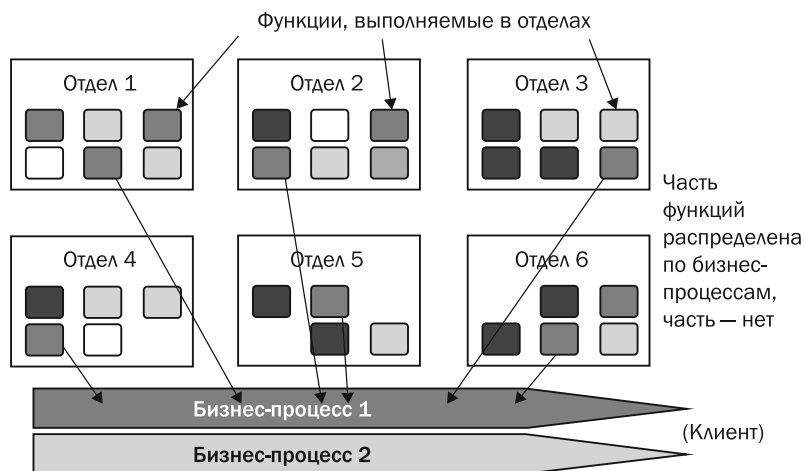 Функции, выполняемые в отделах
Отдел 1
Отдел 2
Отдел 3
Часть
функций
распределена
по бизнес-
процессам,
часть — нет
Отдел 4
Отдел 5
Отдел 6
Бизнес-процесс 1
(Клиент)
Бизнес-процесс 2